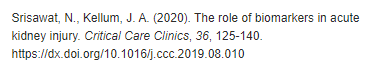 Srisawat, N., Kellum, J. A. (2020). The role of biomarkers in acute
kidney injury. Critical Care Clinics, 36, 125-140.
https://dx.doi.org/10.1016/j.ccc.2019.08.010